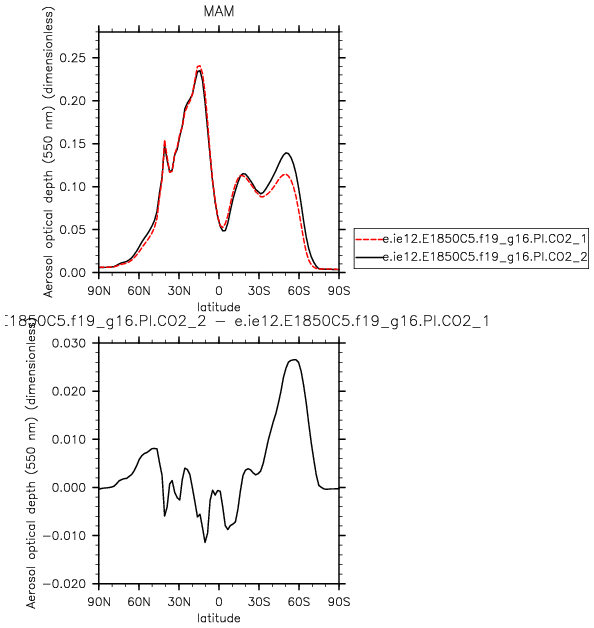 MAM
Aerosol optical depth (550 nm) (dimensionless)
0.25
0.20
0.15
0.10
0.05
0.00
90N 60N 30N 0 30S 60S 90S
latitude
e.ie12.E1850C5.f19_g16.PI.CO2_1
e.ie12.E1850C5.f19_g16.PI.CO2_2
E1850C5.f19_g16.PI.CO2_2 − e.ie12.E1850C5.f19_g16.PI.CO2_1
Aerosol optical depth (550 nm) (dimensionless)
0.030
0.020
0.010
0.000
−0.010
−0.020
90N 60N 30N 0 30S 60S 90S
latitude